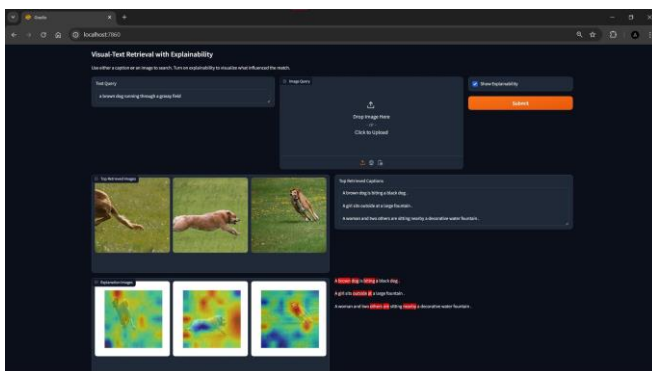 Gradio
localhost:7860
Visual-Text Retrieval with Explainability
Use either a caption or an image to search. Turn on explainability to visualize what influenced the match.
Text Query
a brown dog running through a grassy field
Image Query
Drop Image Here
- or -
Click to Upload
Show Explainability
Submit
Top Retrieved Images
Top Retrieved Captions
A brown dog is biting a black dog .
A girl sits outside at a large fountain .
A woman and two others are sitting nearby a decorative water fountain .
Explanation Images
A brown dog is biting a black dog .
A girl sits outside at a large fountain .
A woman and two others are sitting nearby a decorative water fountain .